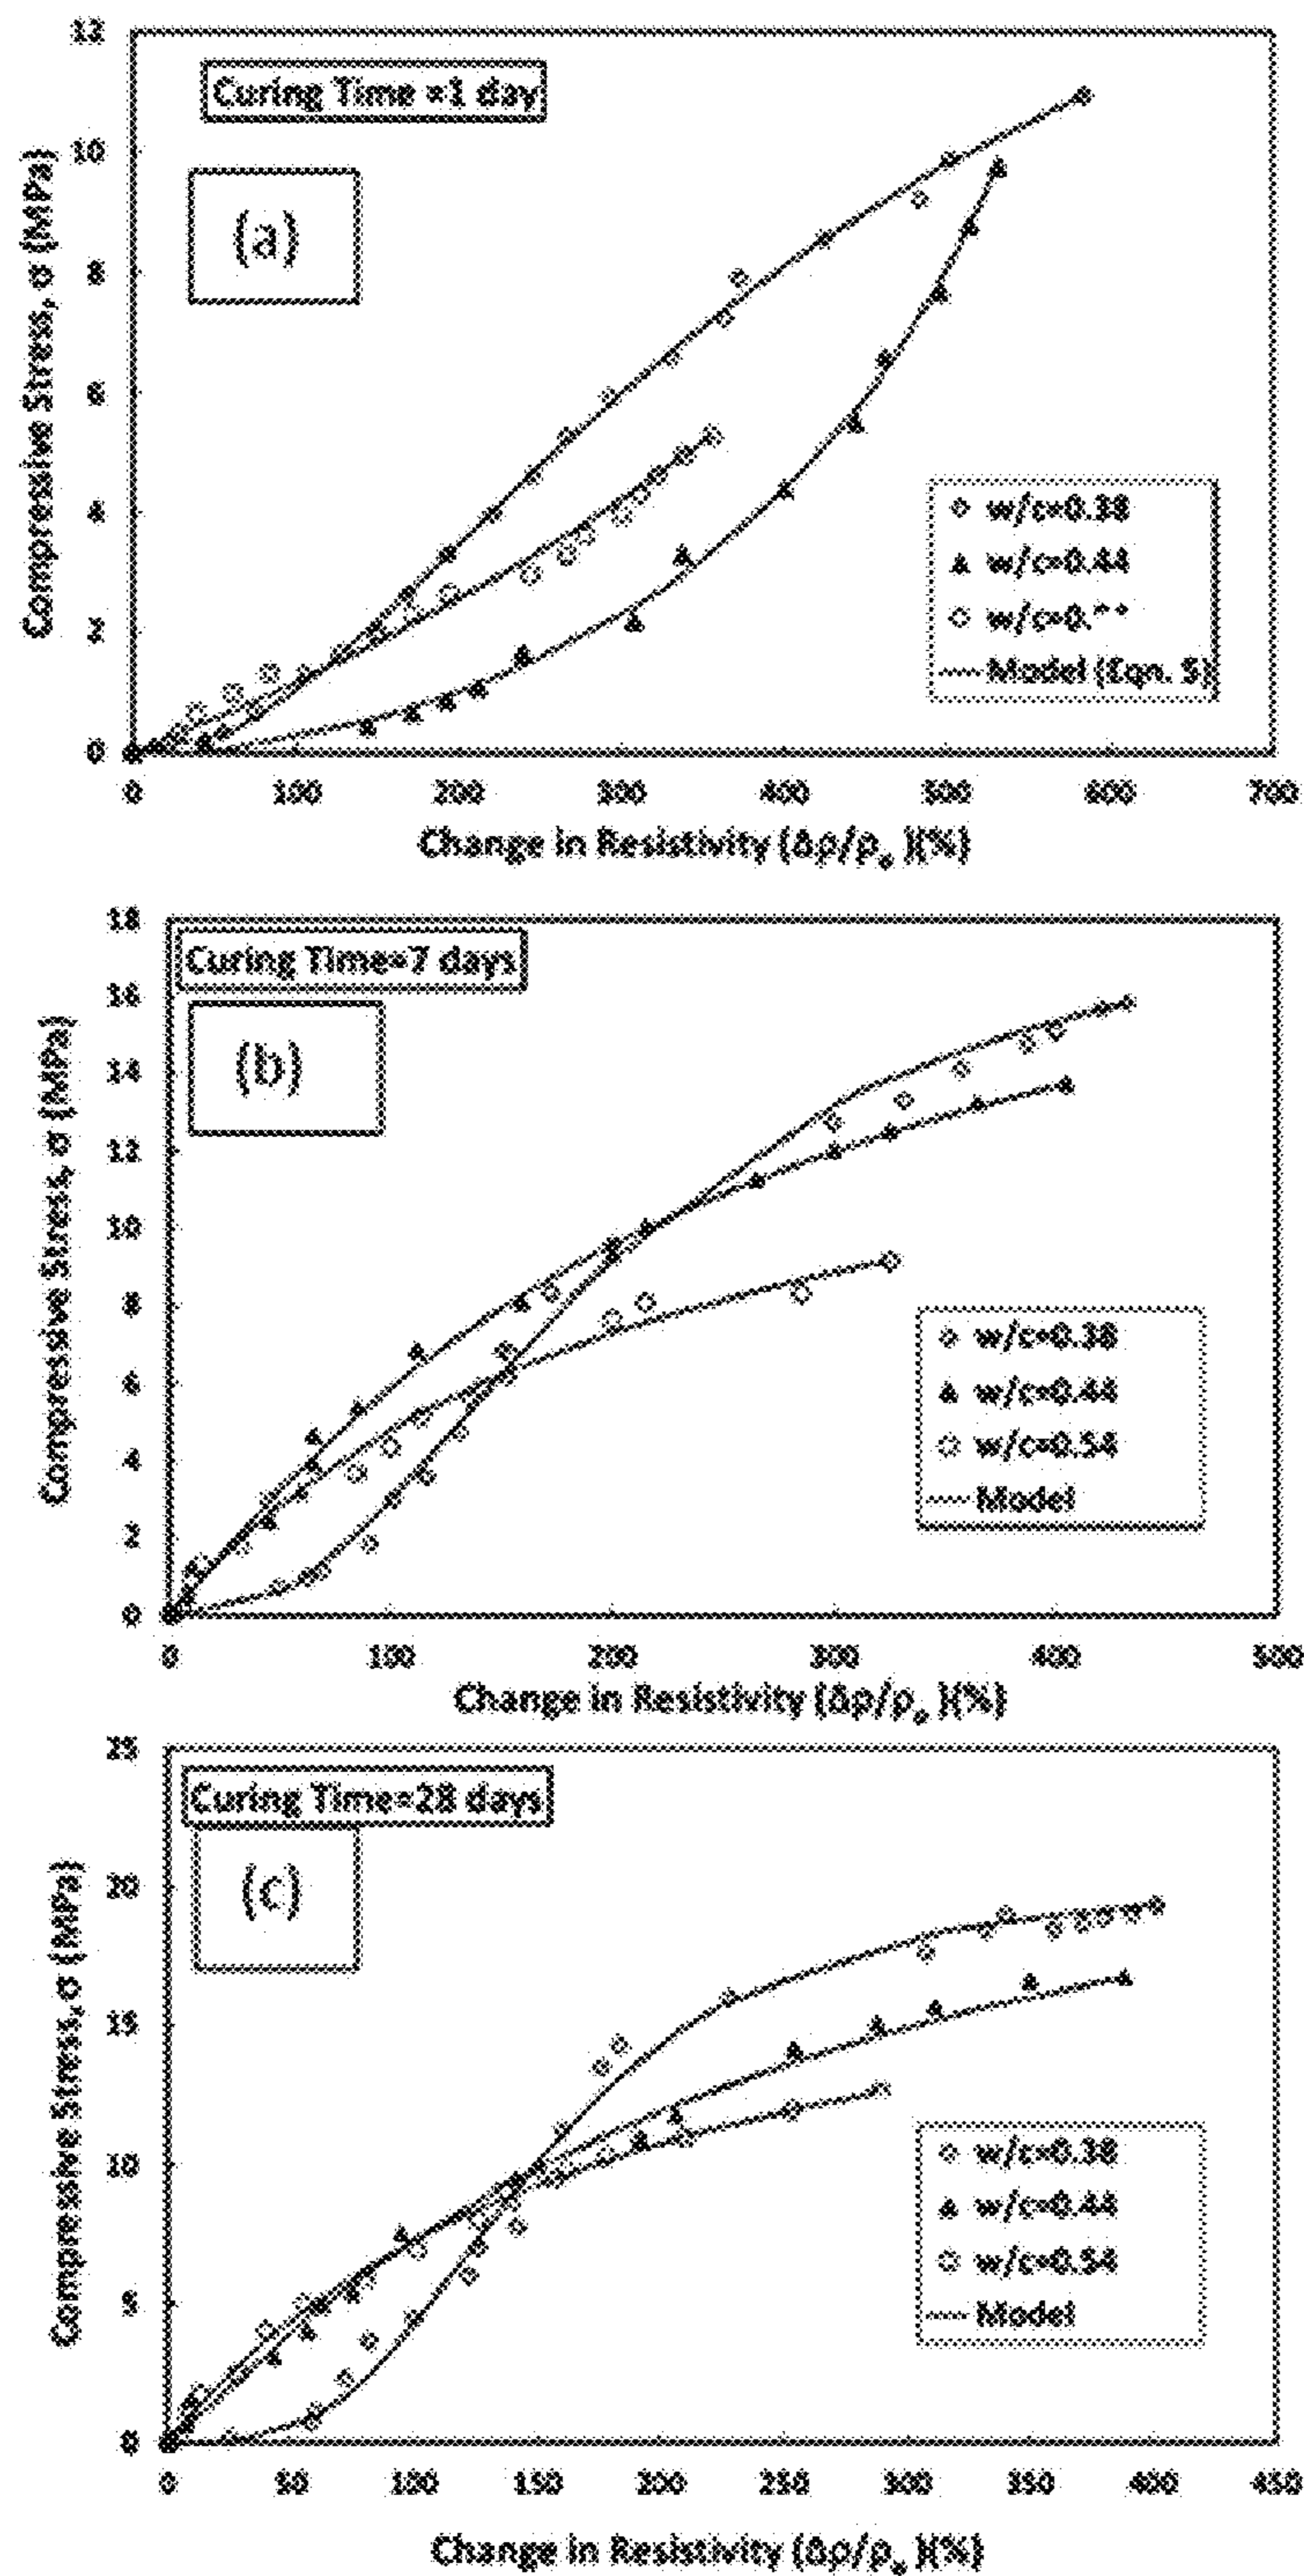 12
Curing Time =1 day
10
(a)
8
6
4
2
0
Compressive Stress, σ (MPa)
w/c=0.38
w/c=0.44
w/c=0.
Model (Eqn. 5)
0 100 200 300 400 500 600 700
Change in Resistivity (Δρ/ρo )(%)
18
Curing Time=7 days
16
(b)
14
12
10
8
6
4
2
0
Compressive Stress, σ (MPa)
w/c=0.38
w/c=0.44
w/c=0.54
Model
0 100 200 300 400 500
Change in Resistivity (Δρ/ρo )(%)
25
Curing Time=28 days
(c)
20
15
10
5
0
Compressive Stress,σ (MPa)
w/c=0.38
w/c=0.44
w/c=0.54
Model
0 50 100 150 200 250 300 350 400 450
Change in Resistivity (Δρ/ρo )(%)